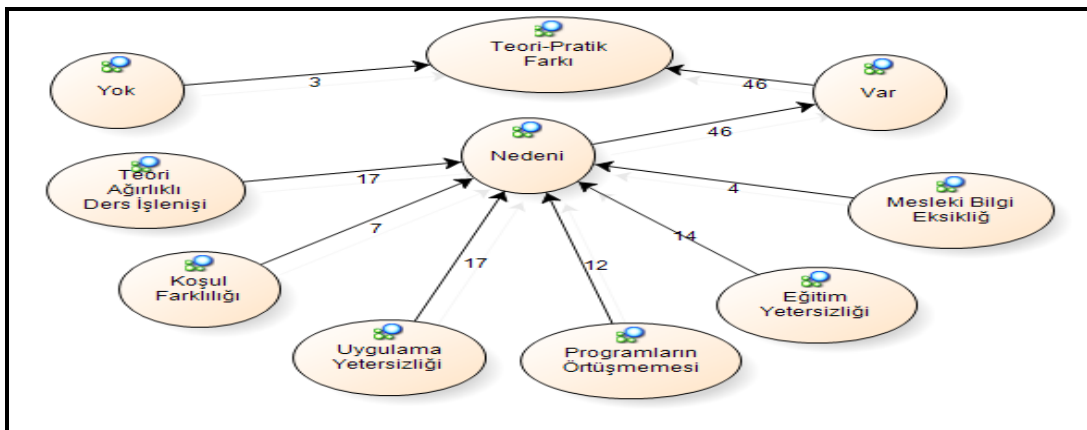 Teori-Pratik
Farkı
Yok
3
46
Var
Nedeni
46
Teori
Ağırlıklı
Ders İşlenişi
17
4
Mesleki Bilgi
Eksikliğ
7
14
Koşul
Farklılığı
17
12
Eğitim
Yetersizliği
Uygulama
Yetersizliği
Programların
Örtüşmemesi